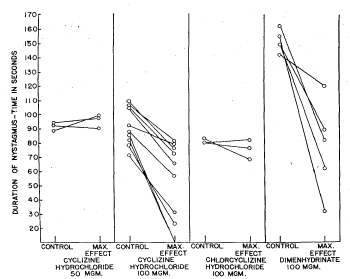 DURATION OF NYSTAGMUS-TIME IN SECONDS
170
160
150
140
130
120
110
100
90
80
70
60
50
40
30
20
CONTROL MAX. EFFECT
CYCLIZINE
HYDROCHLORIDE
50 MGM.
CONTROL MAX. EFFECT
CYCLIZINE
HYDROCHLORIDE
100 MGM.
CONTROL MAX. EFFECT
CHLORCYCLIZINE
HYDROCHLORIDE
100 MGM.
CONTROL MAX. EFFECT
DIMENHYDRINATE
100 MGM.